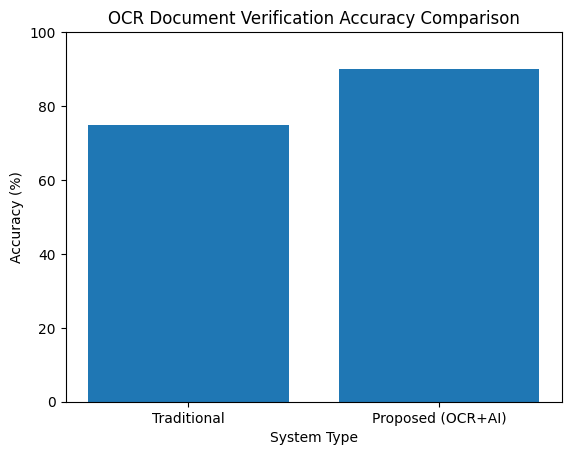 OCR Document Verification Accuracy Comparison
100
80
60
40
20
0
Accuracy (%)
Traditional
Proposed (OCR+AI)
System Type